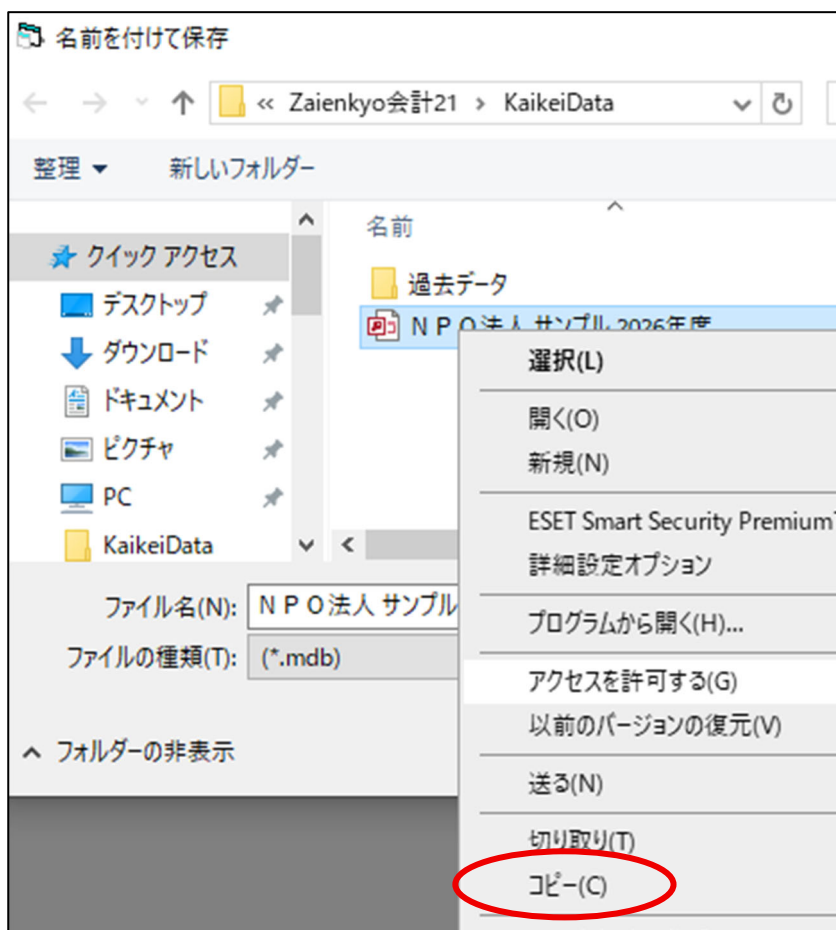 名前を付けて保存
« Zaienkyo会計21 › KaikeiData
整理 新しいフォルダー
名前
クイック アクセス
デスクトップ
ダウンロード
ドキュメント
ピクチャ
PC
KaikeiData
過去データ
ＮＰＯ法人 サンプル 2026年度
選択(L)
開く(O)
新規(N)
ESET Smart Security Premium
詳細設定オプション
プログラムから開く(H)...
アクセスを許可する(G)
以前のバージョンの復元(V)
送る(N)
切り取り(T)
コピー(C)
ファイル名(N): ＮＰＯ法人 サンプル
ファイルの種類(T): (*.mdb)
フォルダーの非表示